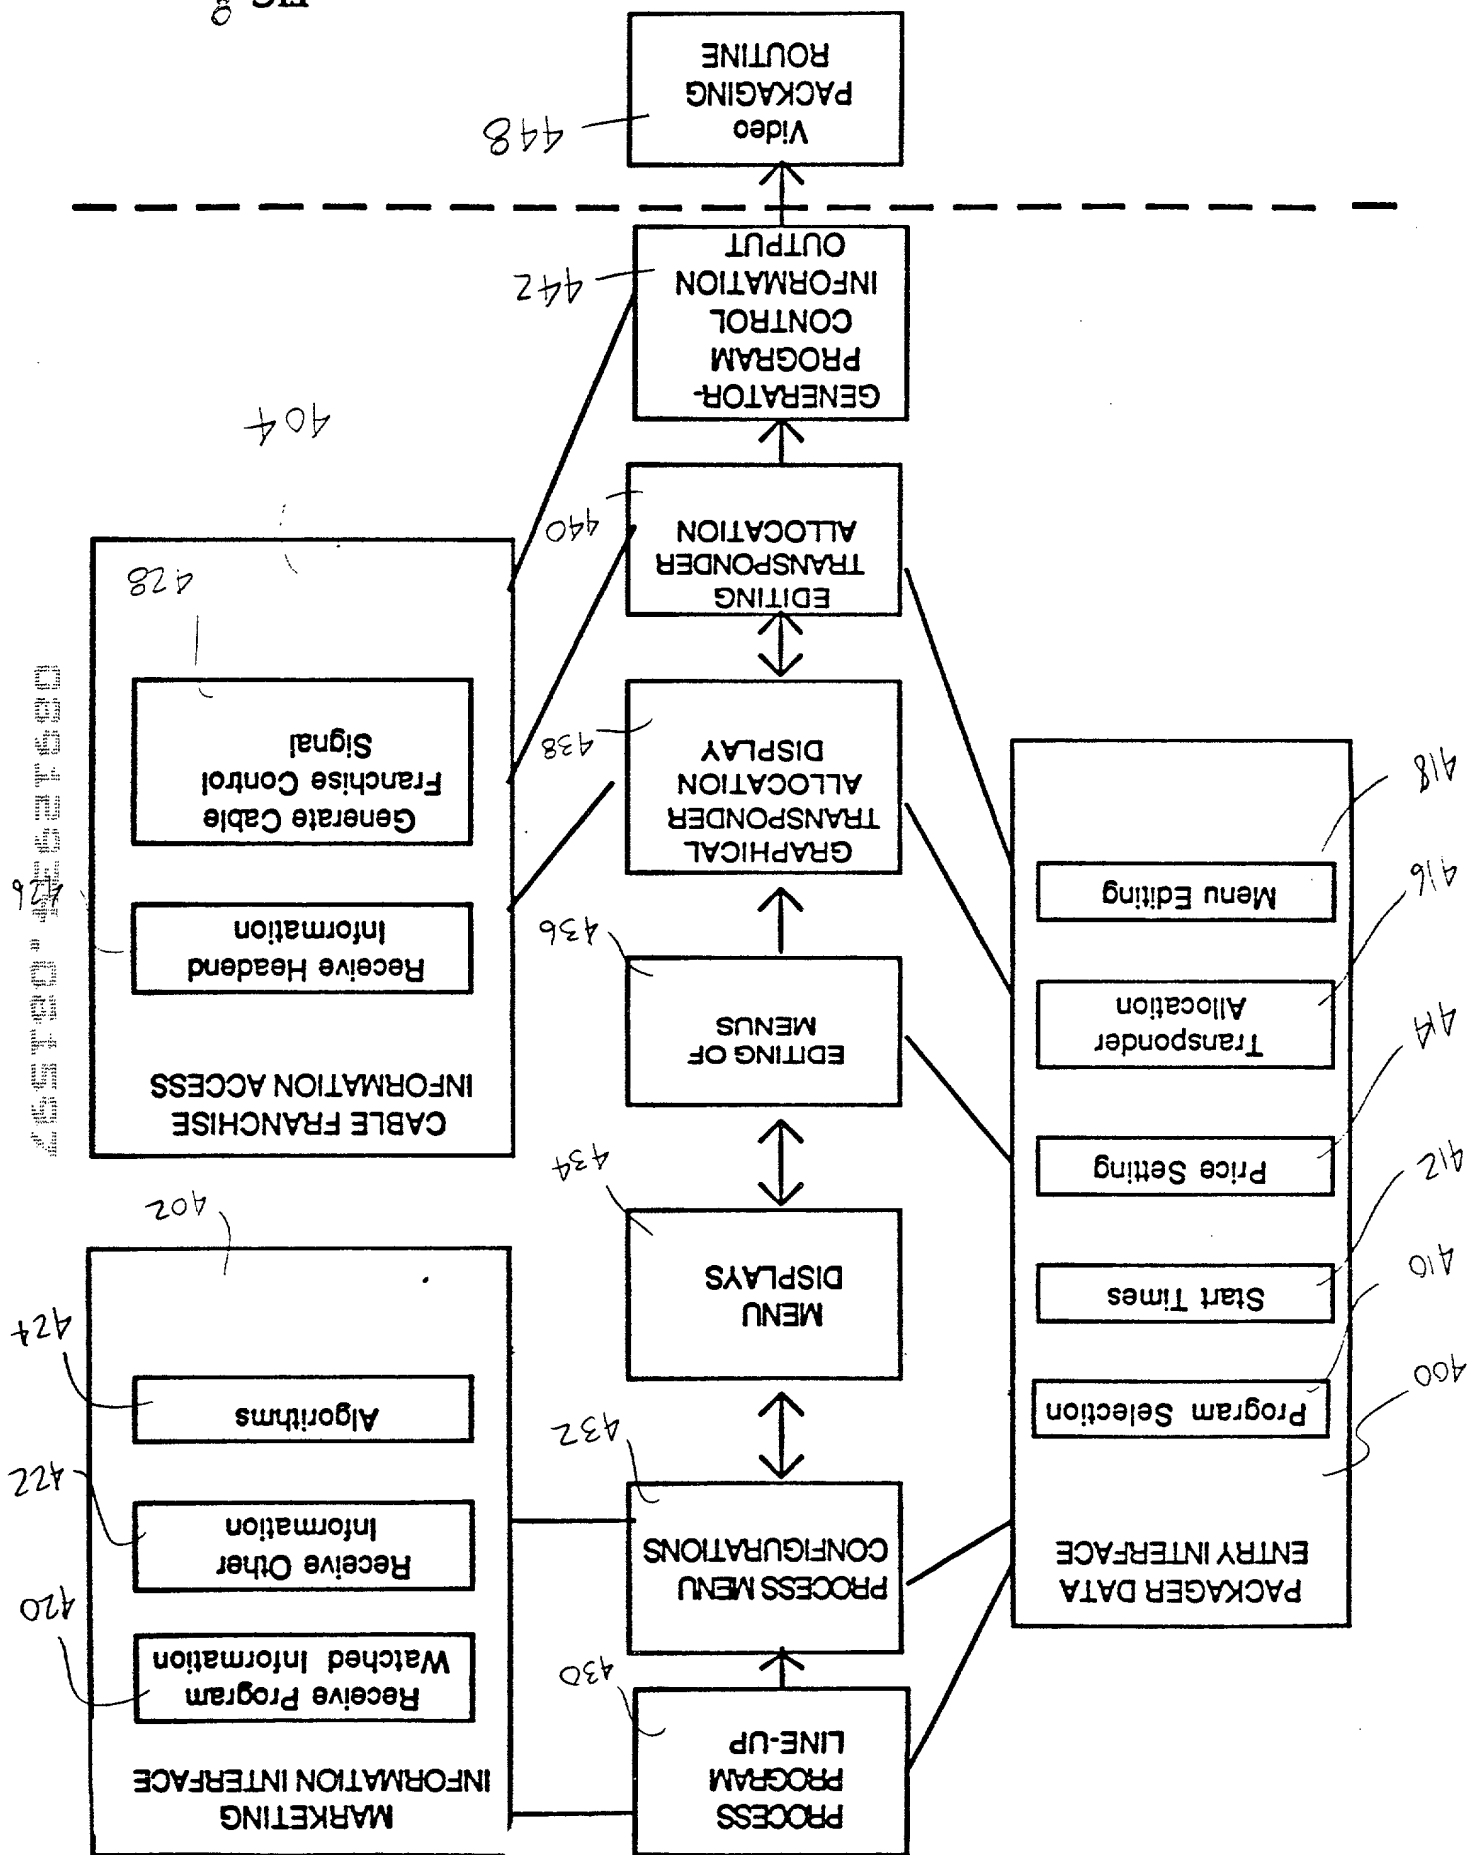 PROCESS
PROGRAM
LINE-UP
430
PROCESS MENU
CONFIGURATIONS
432
MENU
DISPLAYS
434
EDITING OF
MENUS
436
GRAPHICAL
TRANSPONDER
ALLOCATION
DISPLAY
438
EDITING
TRANSPONDER
ALLOCATION
440
GENERATOR-
PROGRAM
CONTROL
INFORMATION
OUTPUT
442
Video
PACKAGING
ROUTINE
448
MARKETING
INFORMATION INTERFACE
402
Receive Program
Watched Information
420
Receive Other
Information
422
Algorithms
424
CABLE FRANCHISE
INFORMATION ACCESS
404
Receive Headend
Information
426
Generate Cable
Franchise Control
Signal
428
PACKAGER DATA
ENTRY INTERFACE
400
Program Selection
410
Start Times
412
Price Setting
414
Transponder
Allocation
416
Menu Editing
418
8